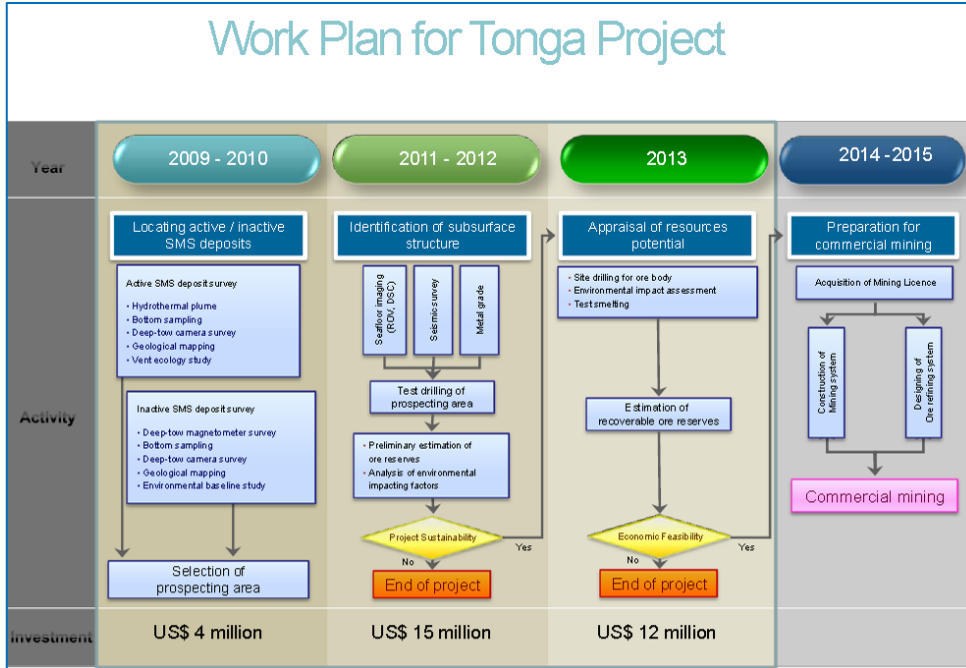 Work Plan for Tonga Project
Year
2009 - 2010
2011 - 2012
2013
2014 -2015
Activity
Locating active / inactive
SMS deposits
Active SMS deposit survey
• Hydrothermal plume
• Bottom sampling
• Deep-tow camera survey
• Geological mapping
• Vent ecology study
Inactive SMS deposit survey
• Deep-tow magnetometer survey
• Bottom sampling
• Deep-tow camera survey
• Geological mapping
• Environmental baseline study
Selection of
prospecting area
Identification of subsurface
structure
Seafloor imaging
(ROV, DSC)
Seismic survey
Metal grade
Test drilling of
prospecting area
• Preliminary estimation of
ore reserves
• Analysis of environmental
impacting factors
Project Sustainability
Yes
No
End of project
Appraisal of resources
potential
• Site drilling for ore body
• Environmental impact assessment
• Test smelting
Estimation of
recoverable ore reserves
Economic Feasibility
Yes
No
End of project
Preparation for
commercial mining
Acquisition of Mining Licence
Construction of
Mining system
Designing of
Ore refining system
Commercial mining
Investment
US$ 4 million
US$ 15 million
US$ 12 million